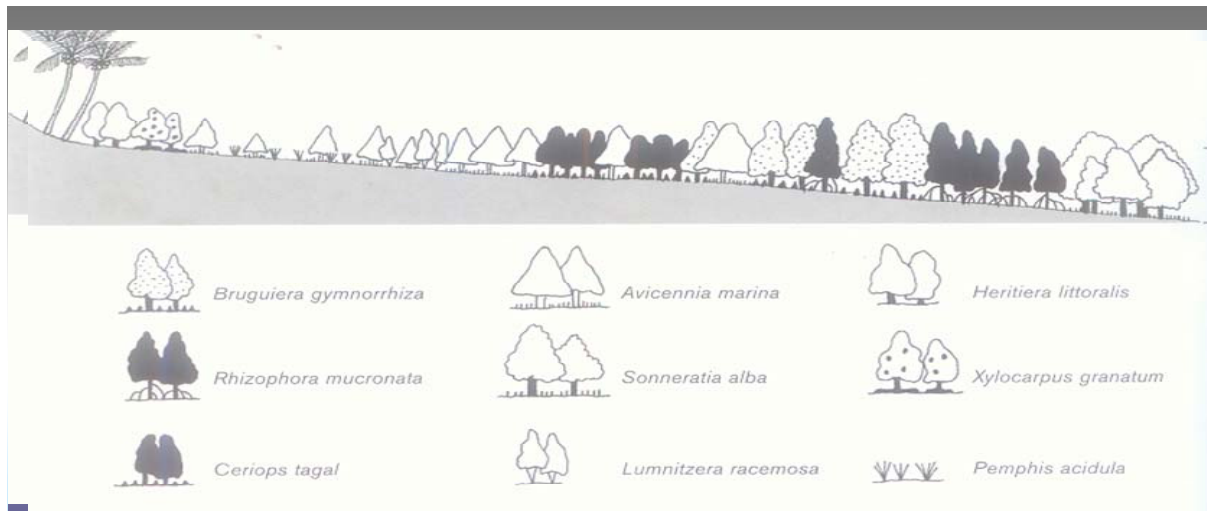 Bruguiera gymnorrhiza
Avicennia marina
Heritiera littoralis
Rhizophora mucronata
Sonneratia alba
Xylocarpus granatum
Ceriops tagal
Lumnitzera racemosa
Pemphis acidula